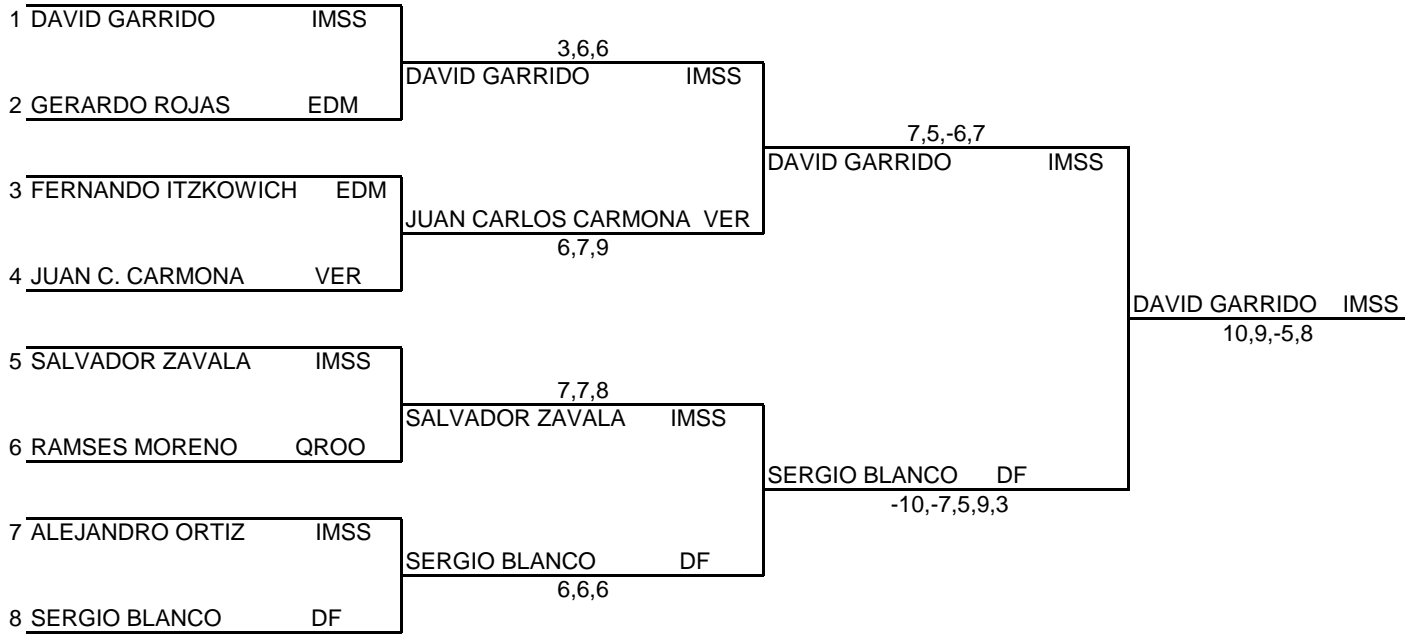 1 DAVID GARRIDO IMSS
3,6,6
DAVID GARRIDO IMSS
2 GERARDO ROJAS EDM
7,5,-6,7
DAVID GARRIDO IMSS
3 FERNANDO ITZKOWICH EDM
JUAN CARLOS CARMONA VER
6,7,9
4 JUAN C. CARMONA VER
DAVID GARRIDO IMSS
10,9,-5,8
5 SALVADOR ZAVALA IMSS
7,7,8
SALVADOR ZAVALA IMSS
6 RAMSES MORENO QROO
SERGIO BLANCO DF
-10,-7,5,9,3
7 ALEJANDRO ORTIZ IMSS
SERGIO BLANCO DF
6,6,6
8 SERGIO BLANCO DF